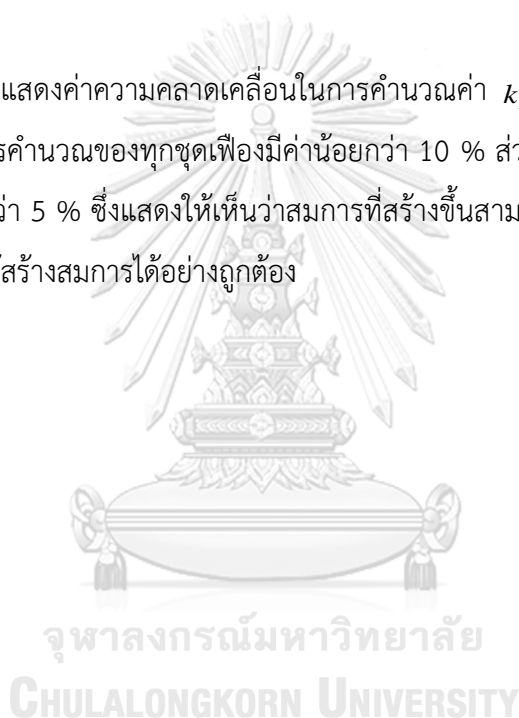 แสดงค่าความคลาดเคลื่อนในการคำนวณค่า k
รคำนวณของทุกชุดเฟืองมีค่าน้อยกว่า 10 % ส่ว
ว่า 5 % ซึ่งแสดงให้เห็นว่าสมการที่สร้างขึ้นสาม
สร้างสมการได้อย่างถูกต้อง
จุฬาลงกรณ์มหาวิทยาลัย
CHULALONGKORN UNIVERSITY